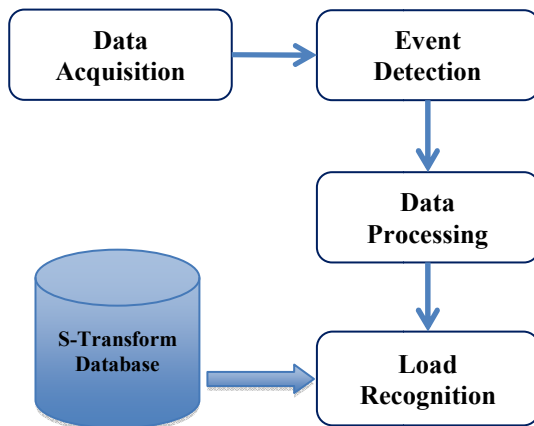 Data
Acquisition
Event
Detection
Data
Processing
S-Transform
Database
Load
Recognition